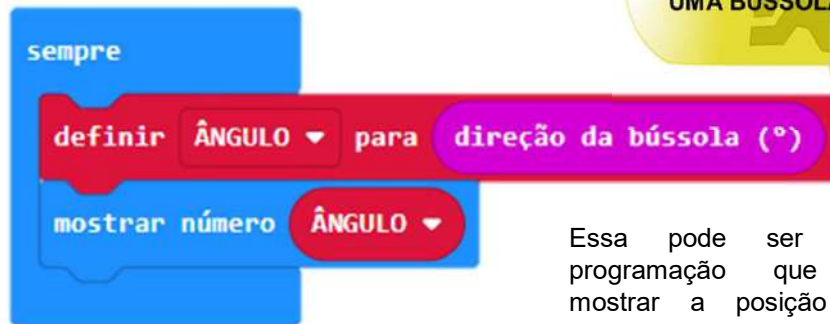 UMA BÚSSOLA
sempre
definir ÂNGULO para direção da bússola (°)
mostrar número ÂNGULO
Essa pode ser
programação que
mostrar a posição